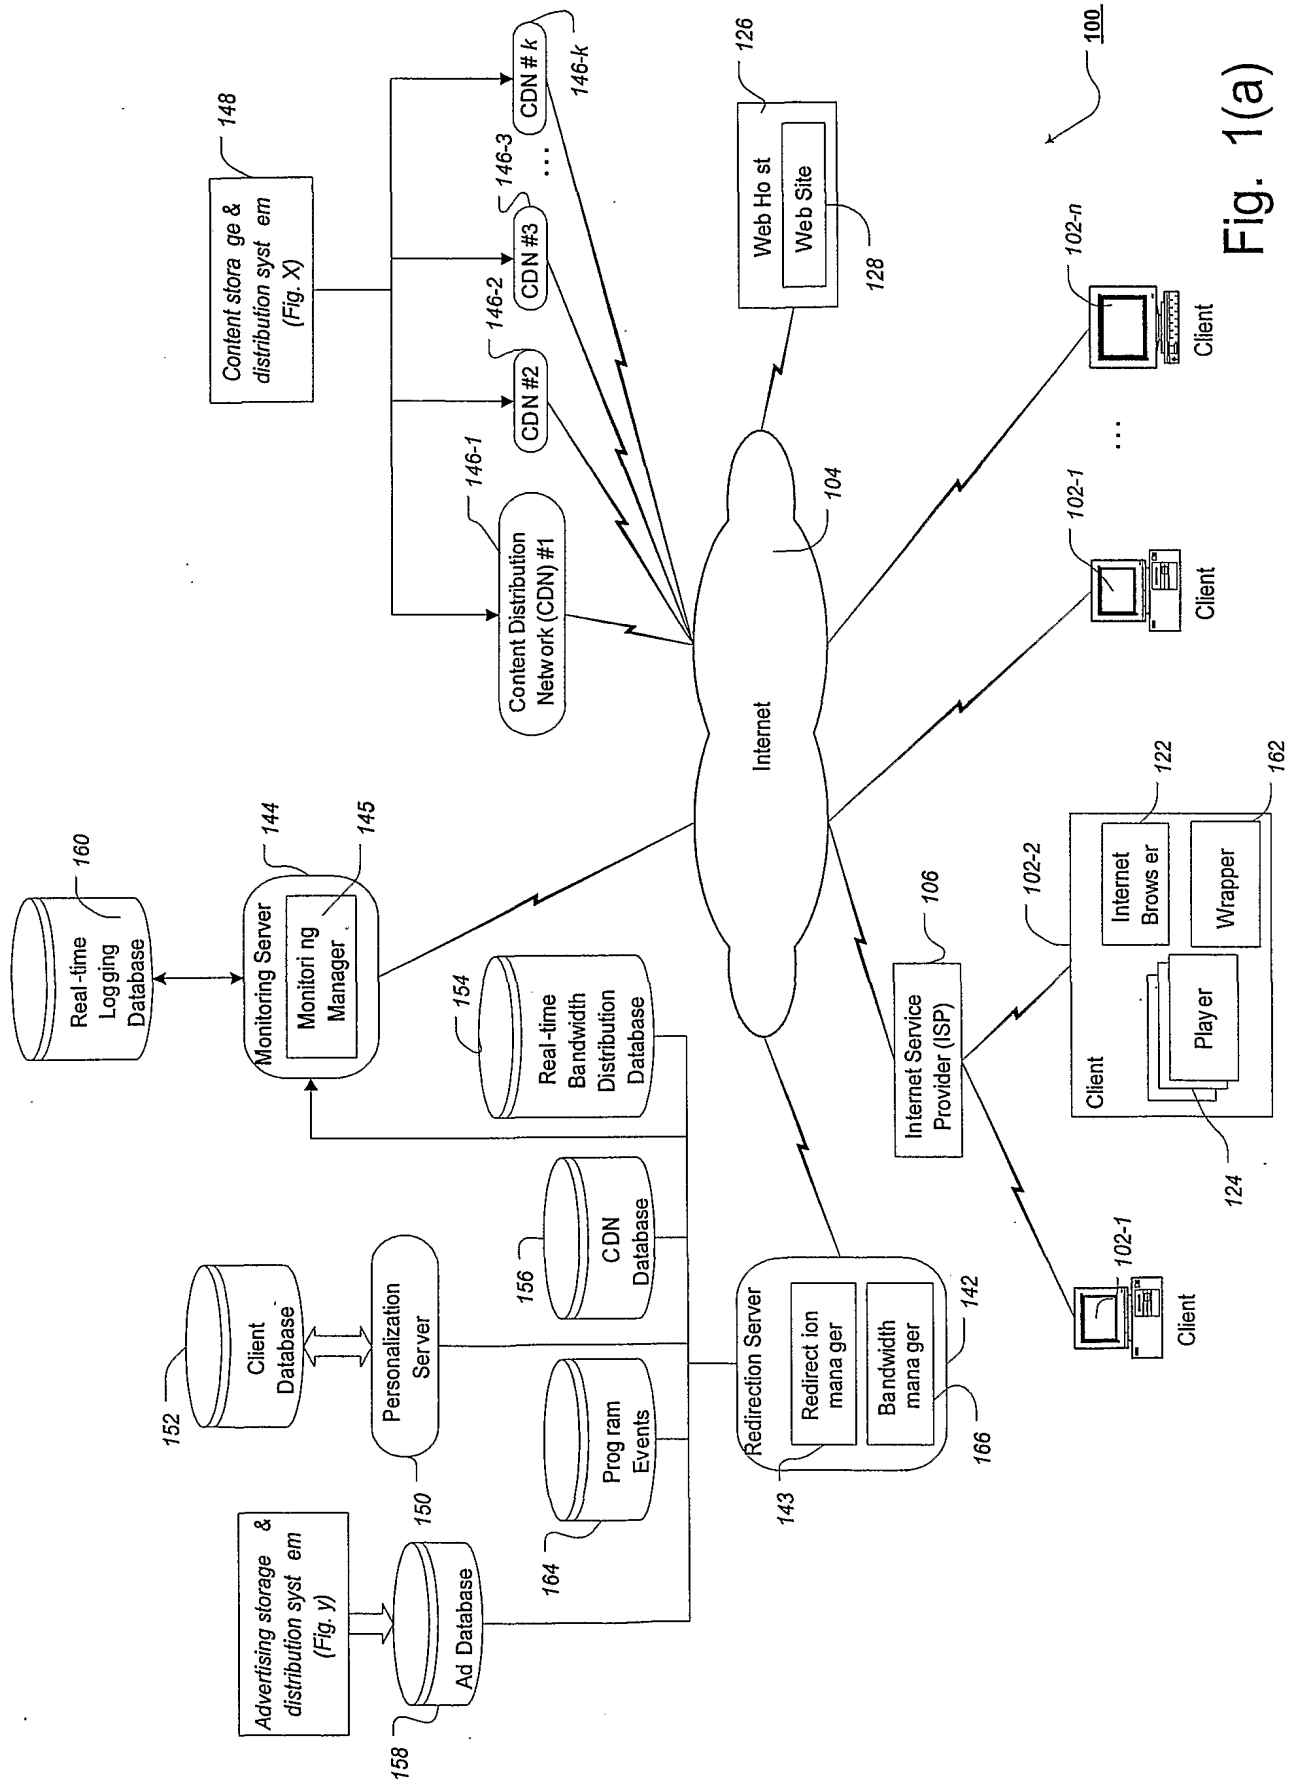 Advertising storage &
distribution syst em
(Fig. y)
Ad Database
158
152
Client
Database
Personalization
Server
150
Prog ram
Events
164
156
CDN
Database
Real-time
Logging
Database
160
Monitoring Server
Monitori ng
Manager
144
145
154
Real-time
Bandwidth
Distribution
Database
Content stora ge &
distribution syst em
(Fig. X)
148
Content Distribution
Network (CDN) #1
146-1
CDN #2
146-2
CDN #3
146-3
...
CDN # k
146-k
Redirection Server
Redirect ion
mana ger
Bandwidth
mana ger
143
166
142
Internet
104
Web Ho st
Web Site
126
128
Internet Service
Provider (ISP)
106
102-1
Client
102-2
Client
Player
124
Internet
Brows er
122
Wrapper
162
102-1
Client
...
102-n
Client
100
Fig. 1(a)